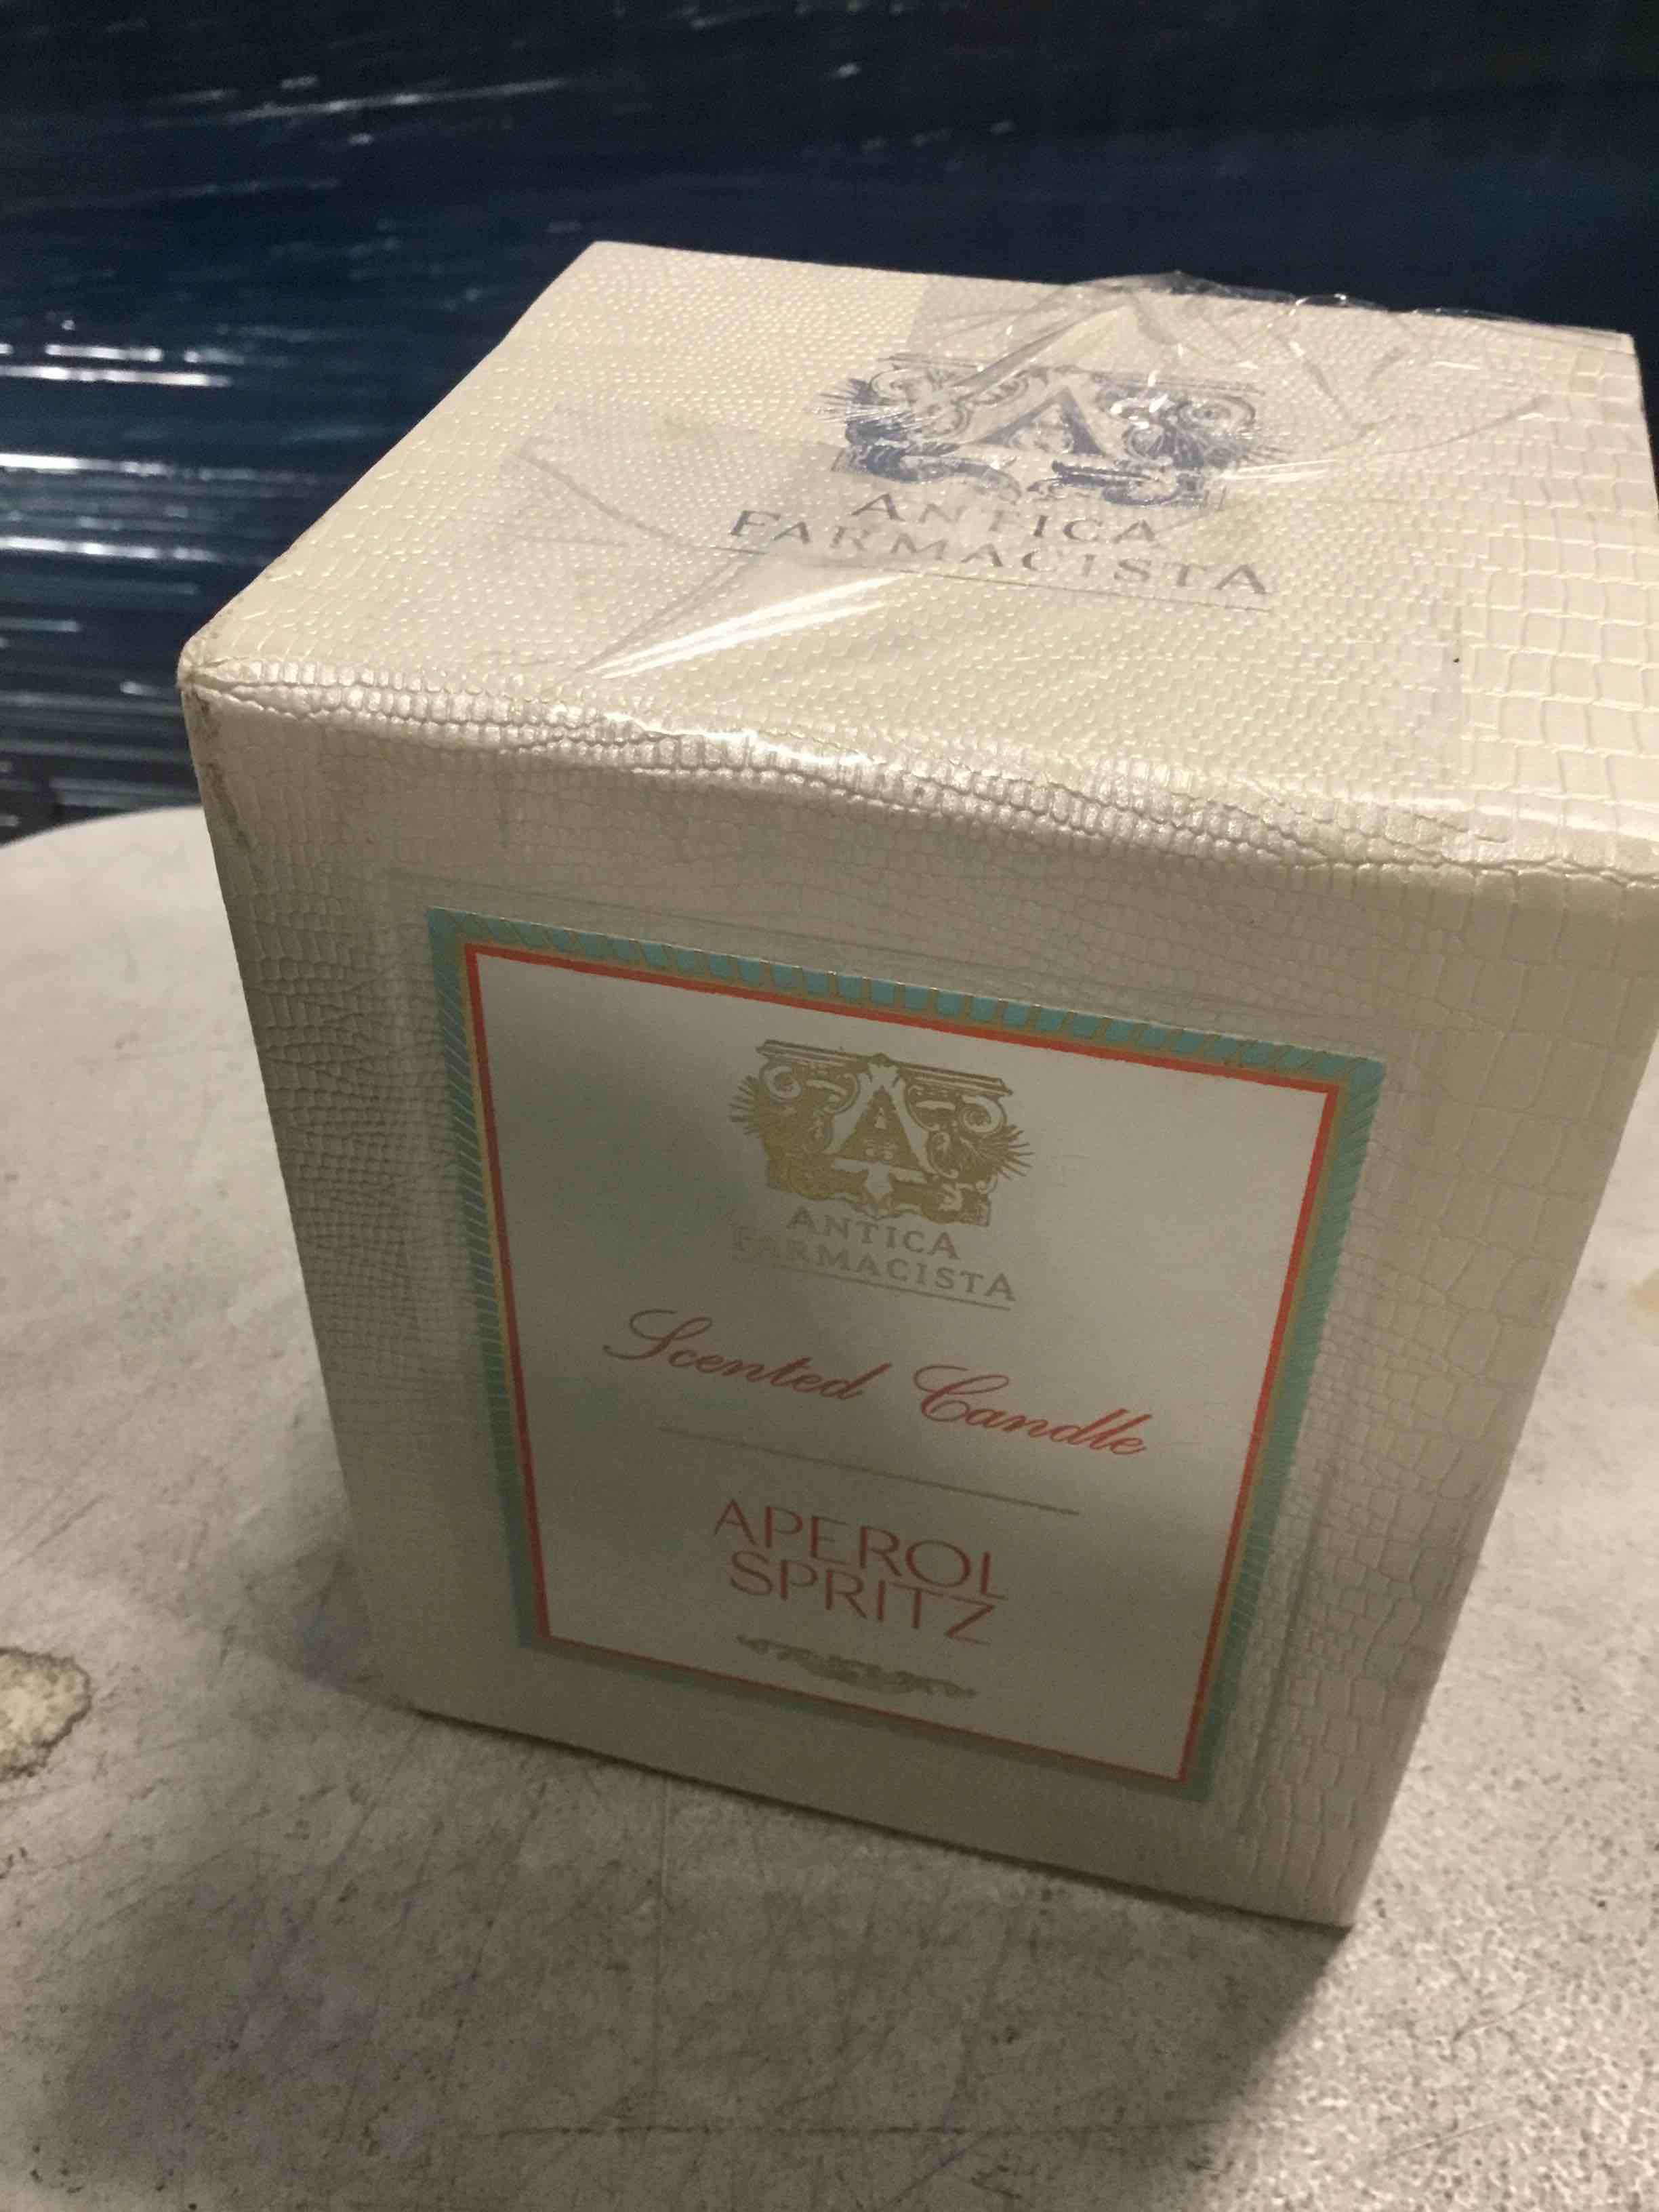 A
ANTICA
FARMACISTA
A
ANTICA
FARMACISTA
Scented Candle
APEROL
SPRITZ